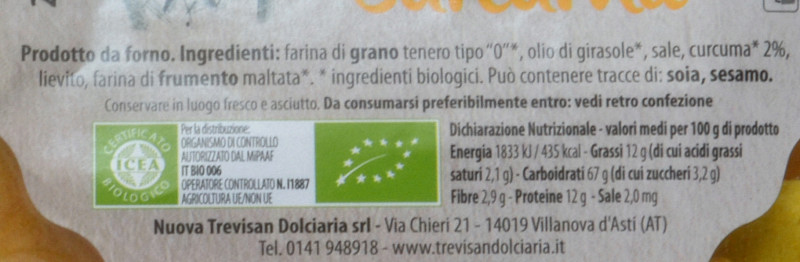 Prodotto da forno. Ingredienti: farina di grano tenero tipo "0"*, olio di girasole*, sale, curcuma* 2%,
lievito, farina di frumento maltata*. * ingredienti biologici. Può contenere tracce di: soia, sesamo.
Conservare in luogo fresco e asciutto. Da consumarsi preferibilmente entro: vedi retro confezione
CERTIFICATO
ICEA
BIOLOGICO
Per la distribuzione:
ORGANISMO DI CONTROLLO
AUTORIZZATO DAL MiPAAF
IT BIO 006
OPERATORE CONTROLLATO N. I1887
AGRICOLTURA UE/NON UE
Dichiarazione Nutrizionale - valori medi per 100 g di prodotto
Energia 1833 kJ / 435 kcal - Grassi 12 g (di cui acidi grassi
saturi 2,1 g) - Carboidrati 67 g (di cui zuccheri 3,2 g)
Fibre 2,9 g - Proteine 12 g - Sale 2,0 mg
Nuova Trevisan Dolciaria srl - Via Chieri 21 - 14019 Villanova d'Asti (AT)
Tel. 0141 948918 - www.trevisandolciaria.it